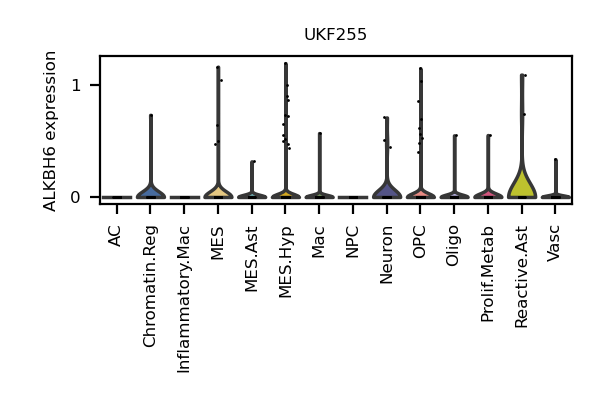 UKF255
ALKBH6 expression
1
0
AC
Chromatin.Reg
Inflammatory.Mac
MES
MES.Ast
MES.Hyp
Mac
NPC
Neuron
OPC
Oligo
Prolif.Metab
Reactive.Ast
Vasc